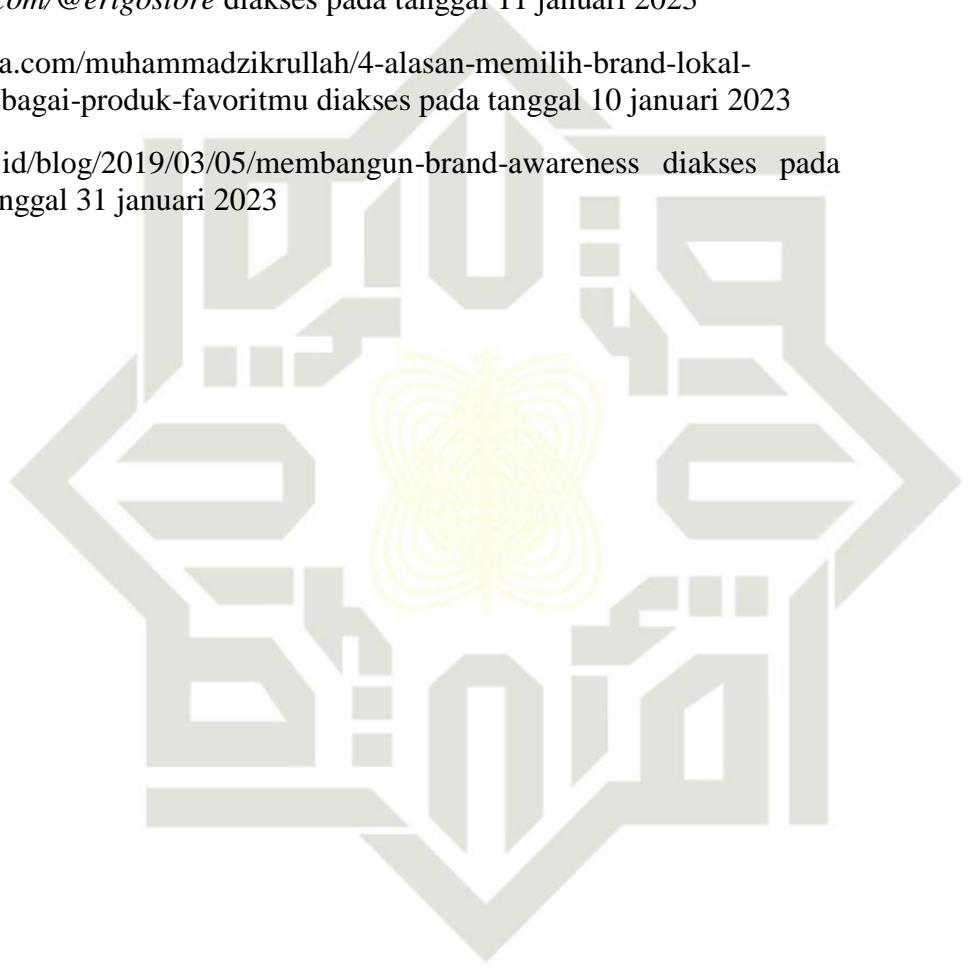 com/@erigostore diakses pada tanggal 11 januari 2023
a.com/muhammadzikrullah/4-alasan-memilih-brand-lokal-
bagai-produk-favoritmu diakses pada tanggal 10 januari 2023
id/blog/2019/03/05/membangun-brand-awareness diakses pada
nggal 31 januari 2023